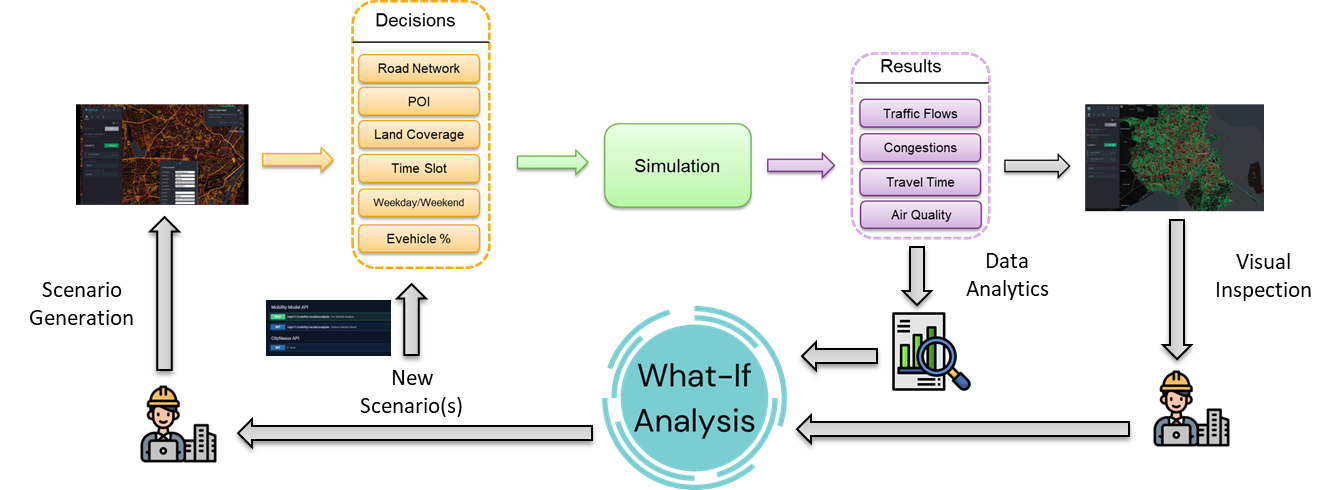 Decisions
Road Network
POI
Land Coverage
Time Slot
Weekday/Weekend
Evehicle %
Simulation
Results
Traffic Flows
Congestions
Travel Time
Air Quality
Scenario
Generation
Mobility Model API
CityNexus API
New
Scenario(s)
What-If
Analysis
Data
Analytics
Visual
Inspection